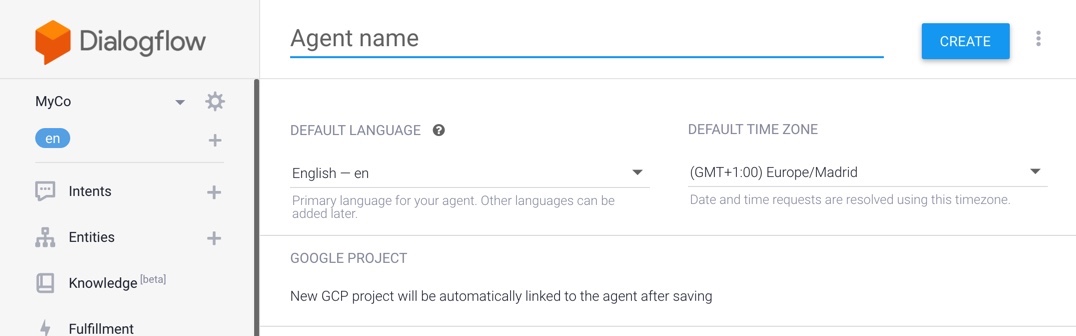 Dialogflow
Agent name
CREATE
MyCo
en
Intents
Entities
Knowledge [beta]
Fulfillment
DEFAULT LANGUAGE ?
English — en
Primary language for your agent. Other languages can be
added later.
DEFAULT TIME ZONE
(GMT+1:00) Europe/Madrid
Date and time requests are resolved using this timezone.
GOOGLE PROJECT
New GCP project will be automatically linked to the agent after saving